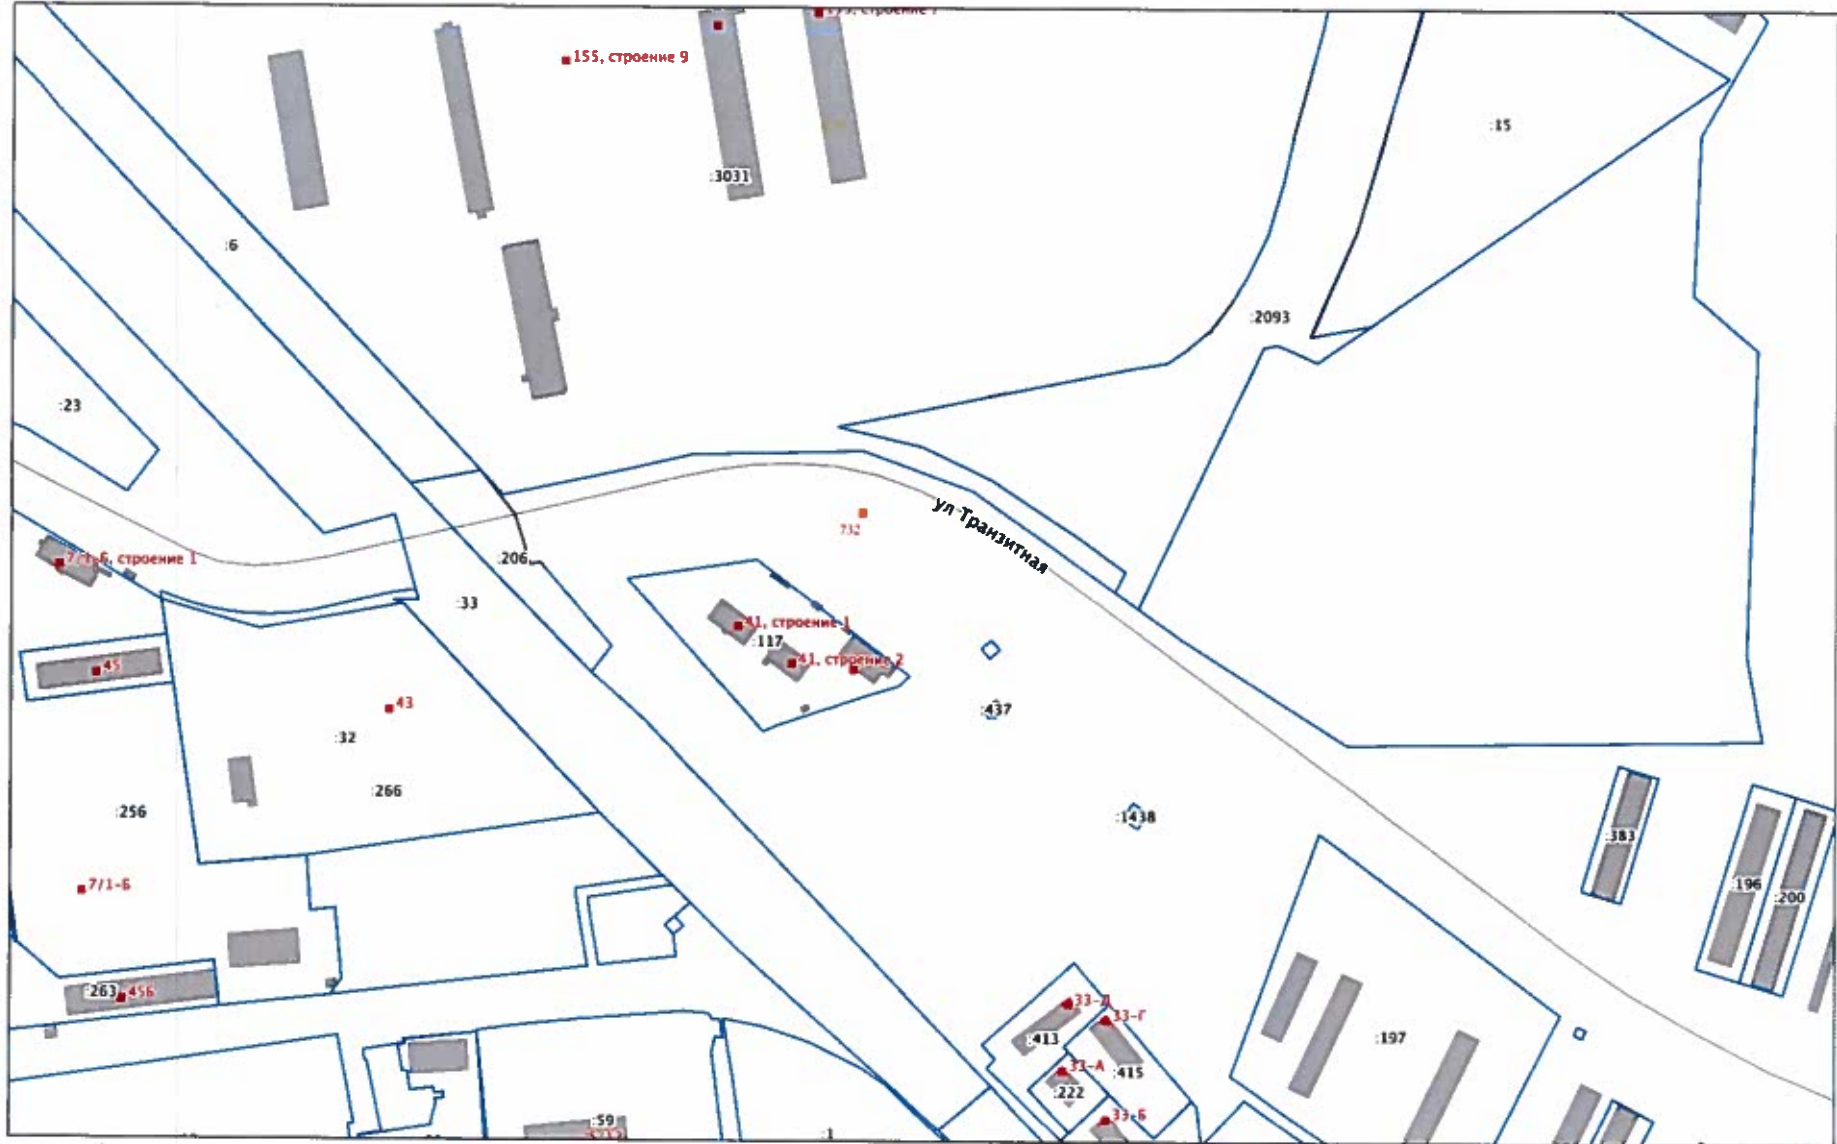 155, строение 9
:15
:3031
:6
:2093
:23
732
ул Транзитная
:206
7/1-Б, строение 1
:33
41, строение 1
:117
41, строение 2
45
43
:437
:32
:266
:256
:1438
:383
7/1-Б
:196
:200
:263
45Б
33-Д
33-Г
:413
:197
33-А
:415
:222
33-Б
:59
:1